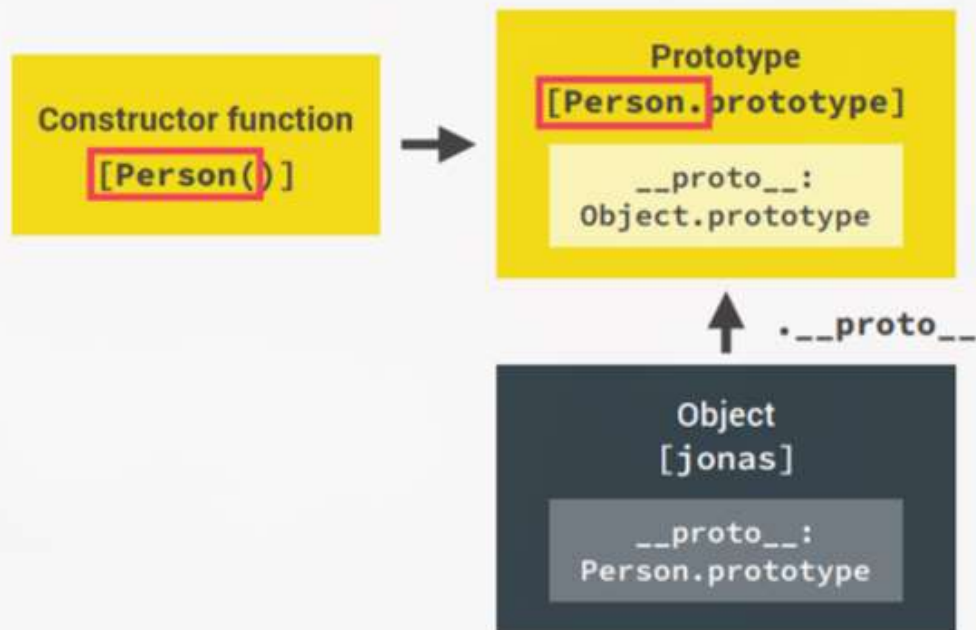 Constructor function
[Person()]
Prototype
[Person.prototype]
__proto__:
Object.prototype
.__proto__
Object
[jonas]
__proto__:
Person.prototype